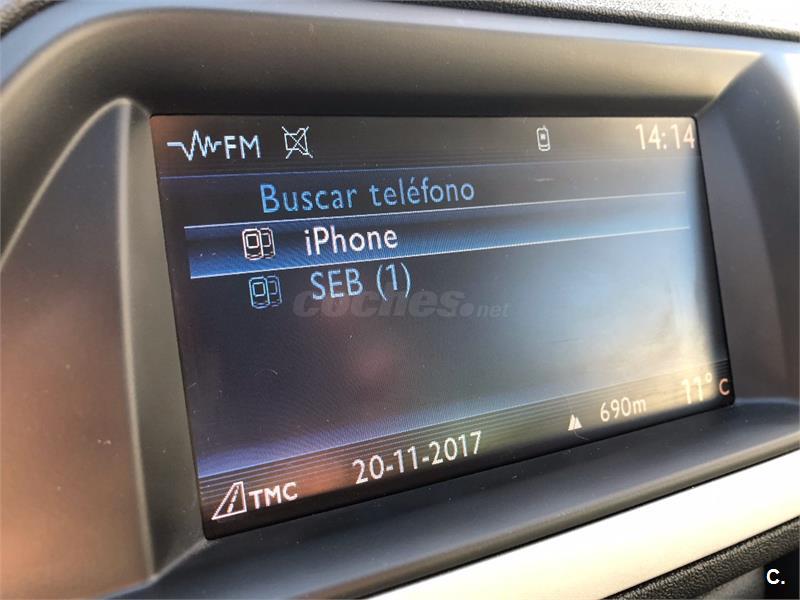 FM 14:14
Buscar teléfono
iPhone
SEB (1)
coches.net
TMC 20-11-2017 690m 11° C
C.